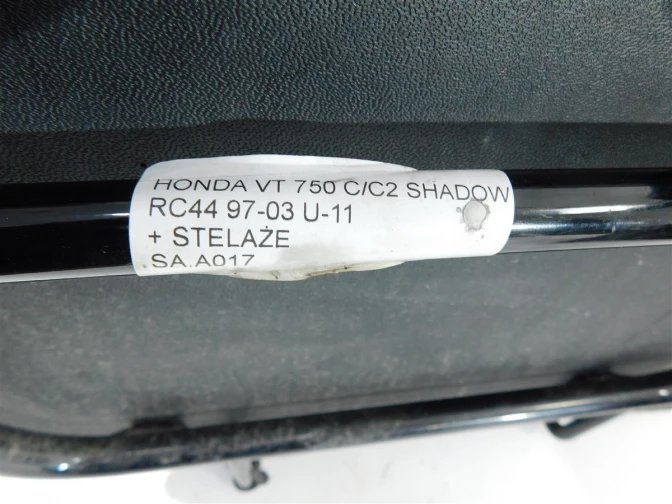 HONDA VT 750 C/C2 SHADOW
RC44 97-03 U-11
+ STELAŻE
SA.A017